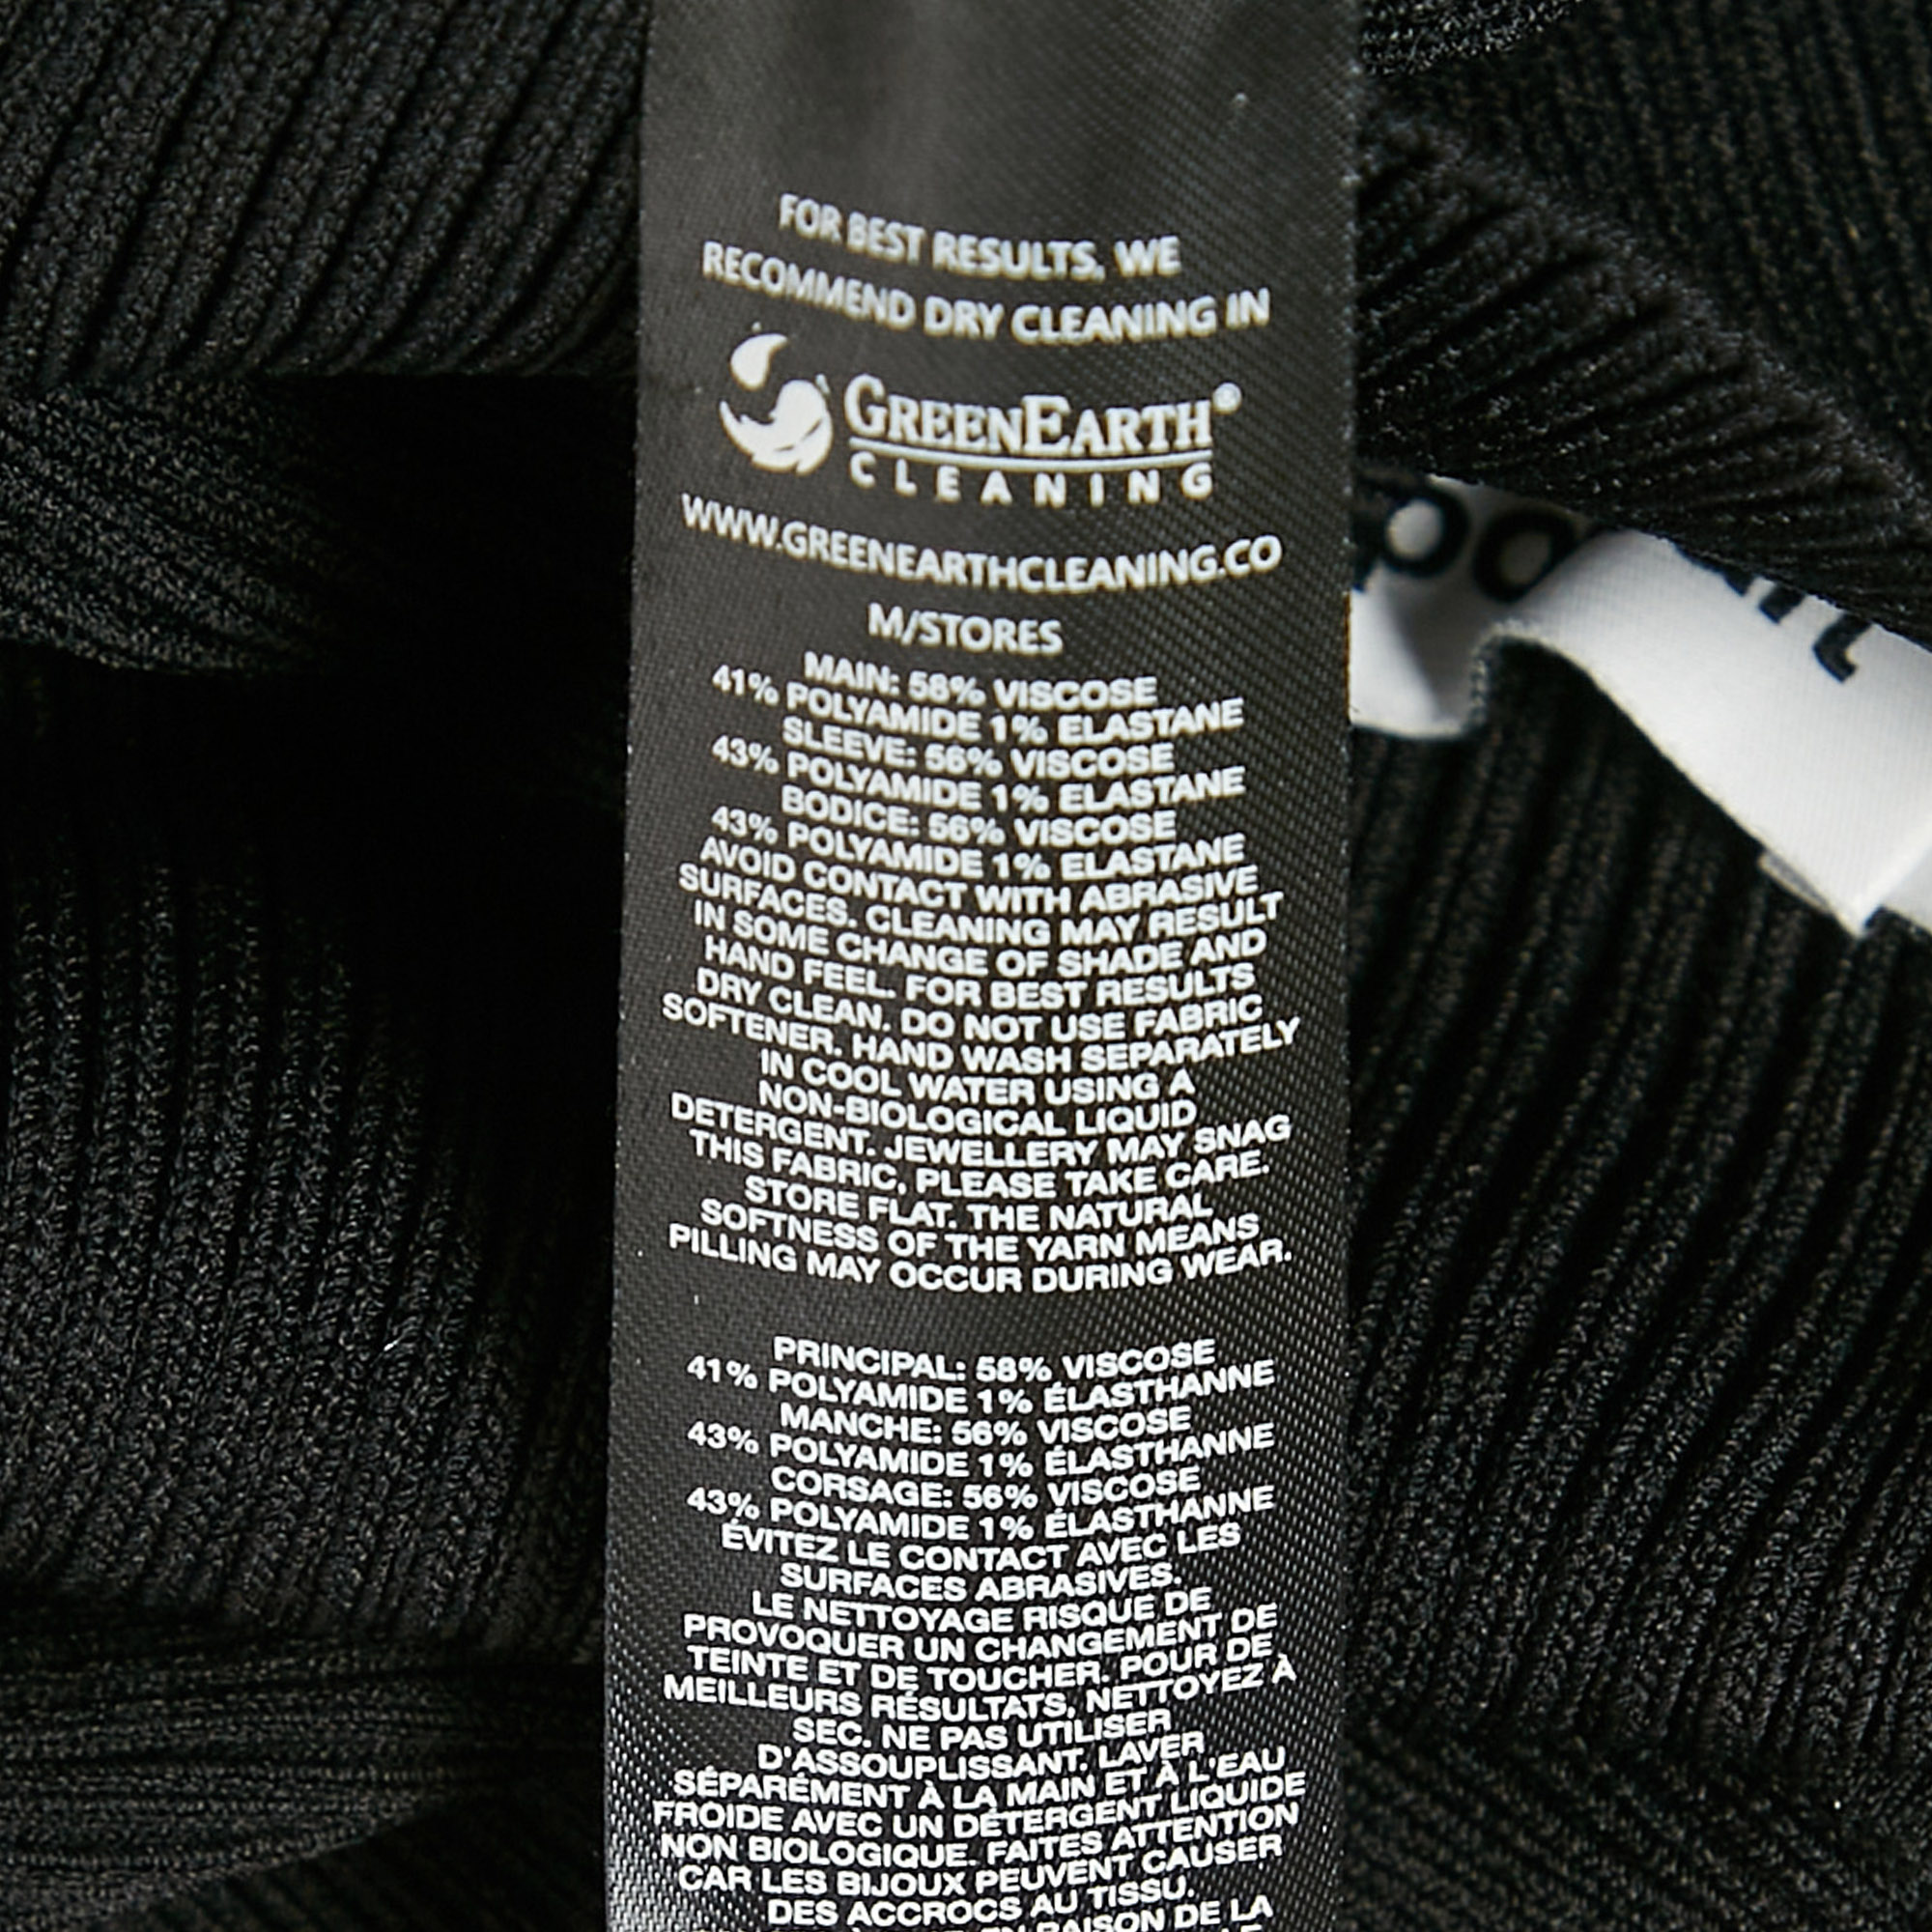 FOR BEST RESULTS, WE
RECOMMEND DRY CLEANING IN
GREENEARTH®
CLEANING
WWW.GREENEARTHCLEANING.CO
M/STORES
MAIN: 58% VISCOSE
41% POLYAMIDE 1% ELASTANE
SLEEVE: 56% VISCOSE
43% POLYAMIDE 1% ELASTANE
BODICE: 56% VISCOSE
43% POLYAMIDE 1% ELASTANE
AVOID CONTACT WITH ABRASIVE
SURFACES. CLEANING MAY RESULT
IN SOME CHANGE OF SHADE AND
HAND FEEL. FOR BEST RESULTS
DRY CLEAN. DO NOT USE FABRIC
SOFTENER. HAND WASH SEPARATELY
IN COOL WATER USING A
NON-BIOLOGICAL LIQUID
DETERGENT. JEWELLERY MAY SNAG
THIS FABRIC, PLEASE TAKE CARE.
STORE FLAT. THE NATURAL
SOFTNESS OF THE YARN MEANS
PILLING MAY OCCUR DURING WEAR.
PRINCIPAL: 58% VISCOSE
41% POLYAMIDE 1% ÉLASTHANNE
MANCHE: 56% VISCOSE
43% POLYAMIDE 1% ÉLASTHANNE
CORSAGE: 56% VISCOSE
43% POLYAMIDE 1% ÉLASTHANNE
ÉVITEZ LE CONTACT AVEC LES
SURFACES ABRASIVES.
LE NETTOYAGE RISQUE DE
PROVOQUER UN CHANGEMENT DE
TEINTE ET DE TOUCHER. POUR DE
MEILLEURS RÉSULTATS, NETTOYEZ À
SEC. NE PAS UTILISER
D'ASSOUPLISSANT. LAVER
SÉPARÉMENT À LA MAIN ET À L'EAU
FROIDE AVEC UN DÉTERGENT LIQUIDE
NON BIOLOGIQUE. FAITES ATTENTION
CAR LES BIJOUX PEUVENT CAUSER
DES ACCROCS AU TISSU.
RAISON DE LA